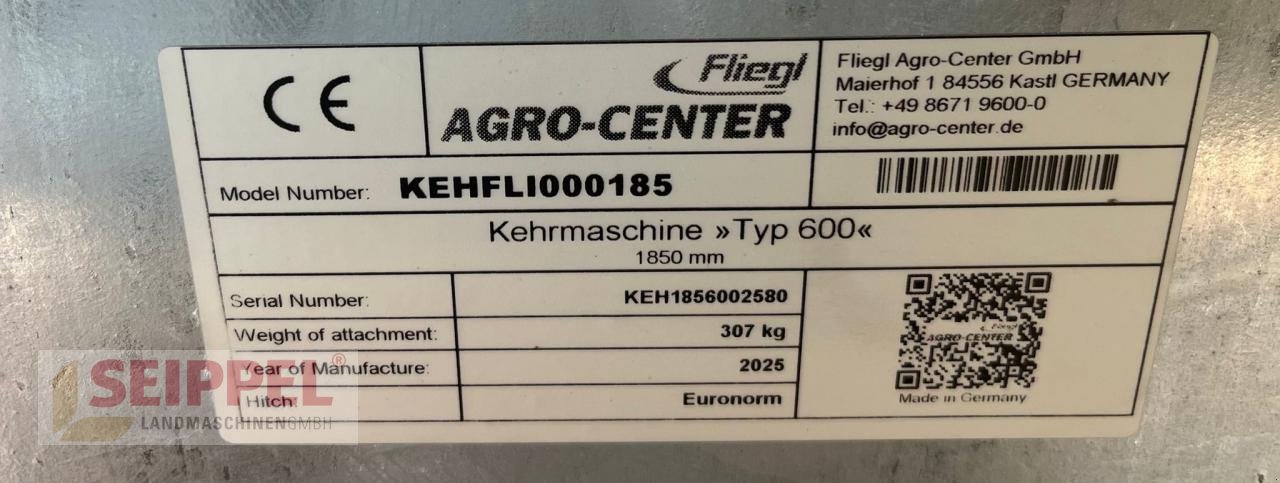 CE
Fliegl
AGRO-CENTER
Fliegl Agro-Center GmbH
Maierhof 1 84556 Kastl GERMANY
Tel.: +49 8671 9600-0
info@agro-center.de
Model Number: KEHFLI000185
Kehrmaschine »Typ 600«
1850 mm
Serial Number: KEH1856002580
Weight of attachment: 307 kg
Year of Manufacture: 2025
Hitch: Euronorm
Fliegl
AGRO-CENTER
Made in Germany
SEIPPEL®
LANDMASCHINENGMBH